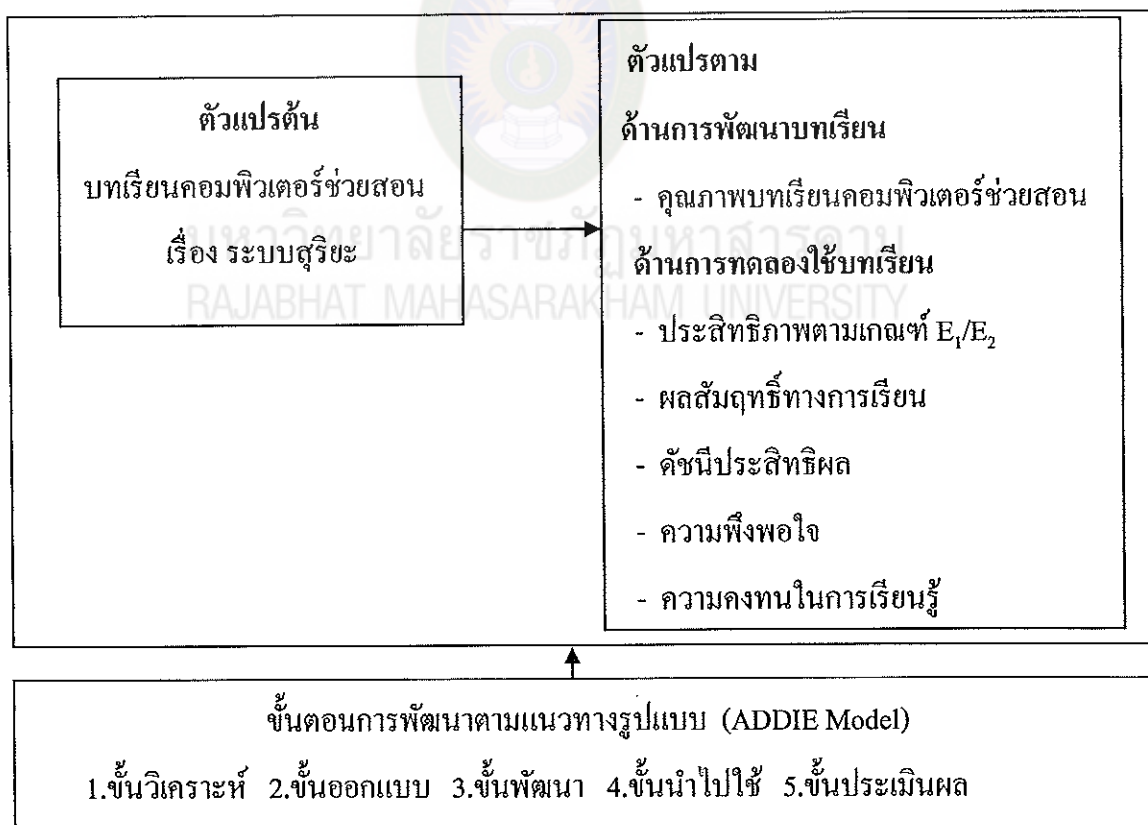 ตัวแปรต้น
บทเรียนคอมพิวเตอร์ช่วยสอน
เรื่อง ระบบสุริยะ
ตัวแปรตาม
ด้านการพัฒนาบทเรียน
- คุณภาพบทเรียนคอมพิวเตอร์ช่วยสอน
ด้านการทดลองใช้บทเรียน
- ประสิทธิภาพตามเกณฑ์ E₁/E₂
- ผลสัมฤทธิ์ทางการเรียน
- ดัชนีประสิทธิผล
- ความพึงพอใจ
- ความคงทนในการเรียนรู้
มหาวิทยาลัยราชภัฏมหาสารคาม
RAJABHAT MAHASARAKHAM UNIVERSITY
ขั้นตอนการพัฒนาตามแนวทางรูปแบบ (ADDIE Model)
1.ขั้นวิเคราะห์ 2.ขั้นออกแบบ 3.ขั้นพัฒนา 4.ขั้นนำไปใช้ 5.ขั้นประเมินผล